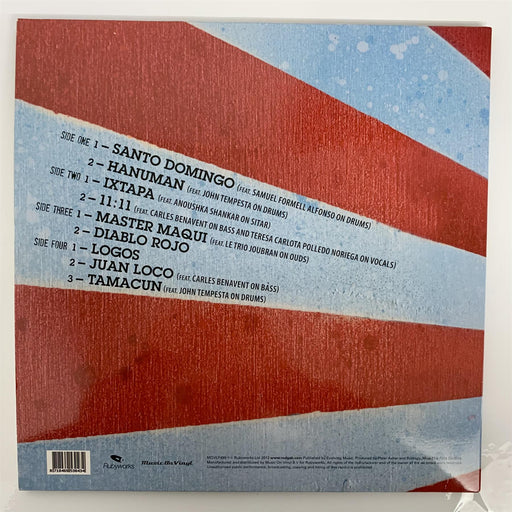 SIDE ONE 1 – SANTO DOMINGO (FEAT. SAMUEL FORMELL ALFONSO ON DRUMS)
2 – HANUMAN (FEAT. JOHN TEMPESTA ON DRUMS)
SIDE TWO 1 – IXTAPA (FEAT. ANOUSHKA SHANKAR ON SITAR)
2 – 11:11 (FEAT. CARLES BENAVENT ON BASS AND TERESA CARLOTA POLLEDO NORIEGA ON VOCALS)
SIDE THREE 1 – MASTER MAQUI (FEAT. LE TRIO JOUBRAN ON OUDS)
2 – DIABLO ROJO
SIDE FOUR 1 – LOGOS
2 – JUAN LOCO (FEAT. CARLES BENAVENT ON BASS)
3 – TAMACUN (FEAT. JOHN TEMPESTA ON DRUMS)
Rubyworks
Music On Vinyl